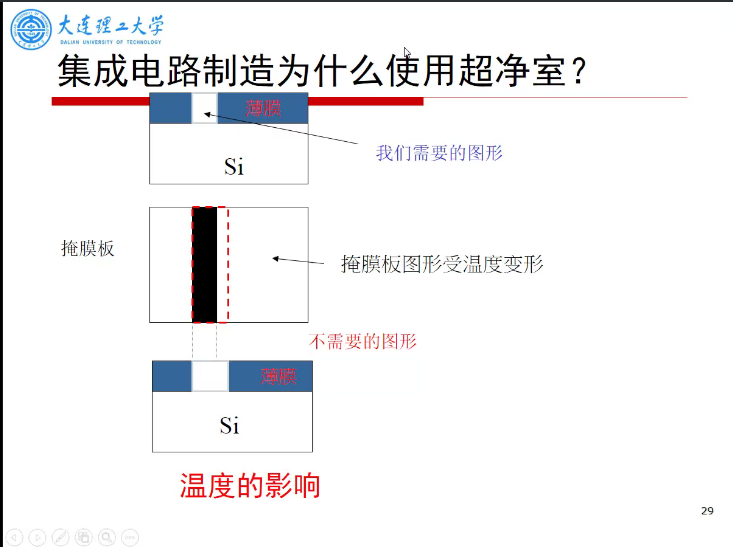 大连理工大学
DALIAN UNIVERSITY OF TECHNOLOGY
集成电路制造为什么使用超净室？
薄膜
我们需要的图形
Si
掩膜板
掩膜板图形受温度变形
不需要的图形
薄膜
Si
温度的影响
29